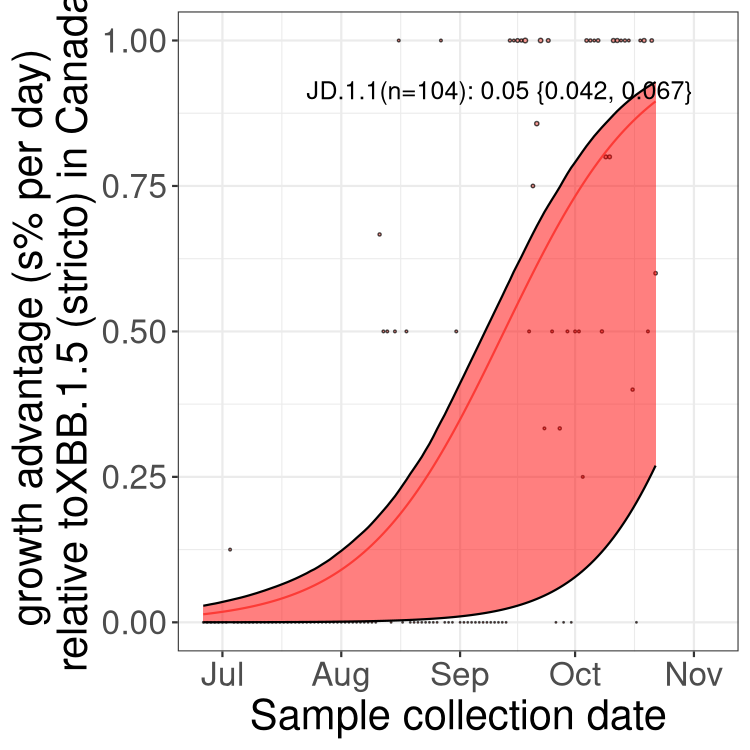 growth advantage (s% per day)
relative toXBB.1.5 (stricto) in Canada
1.00
0.75
0.50
0.25
0.00
JD.1.1(n=104): 0.05 {0.042, 0.067}
Jul Aug Sep Oct Nov
Sample collection date